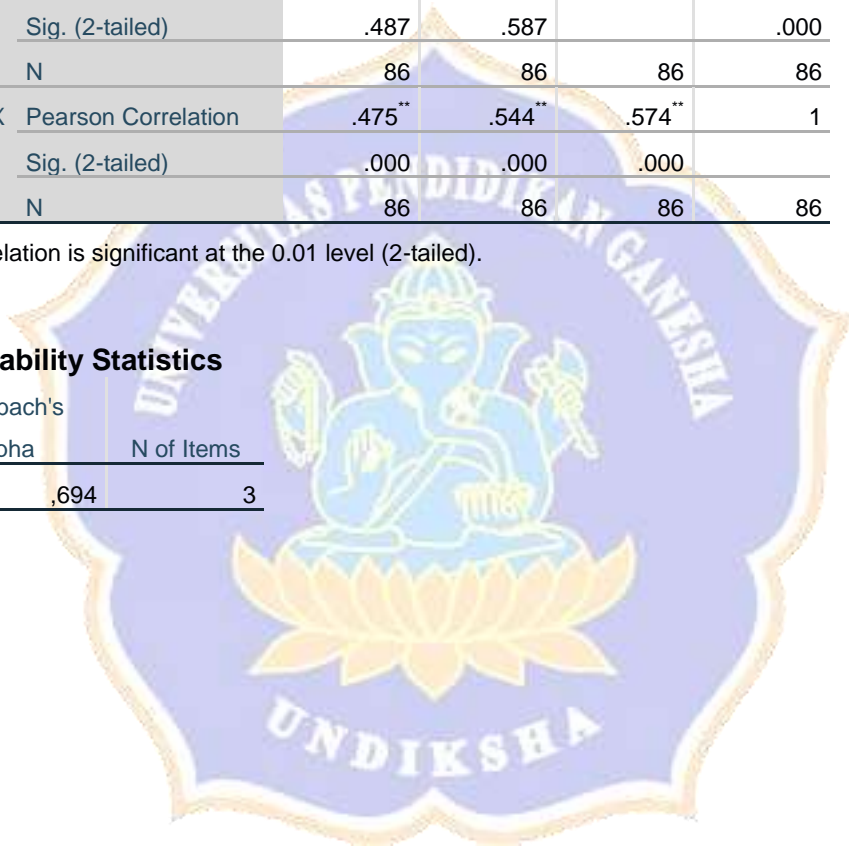 Sig. (2-tailed) .487 .587 .000
N 86 86 86 86
X Pearson Correlation .475** .544** .574** 1
Sig. (2-tailed) .000 .000 .000
N 86 86 86 86
elation is significant at the 0.01 level (2-tailed).
ability Statistics
bach's
pha N of Items
,694 3
UNIVERSITAS PENDIDIKAN GANESHA
UNDIKSHA